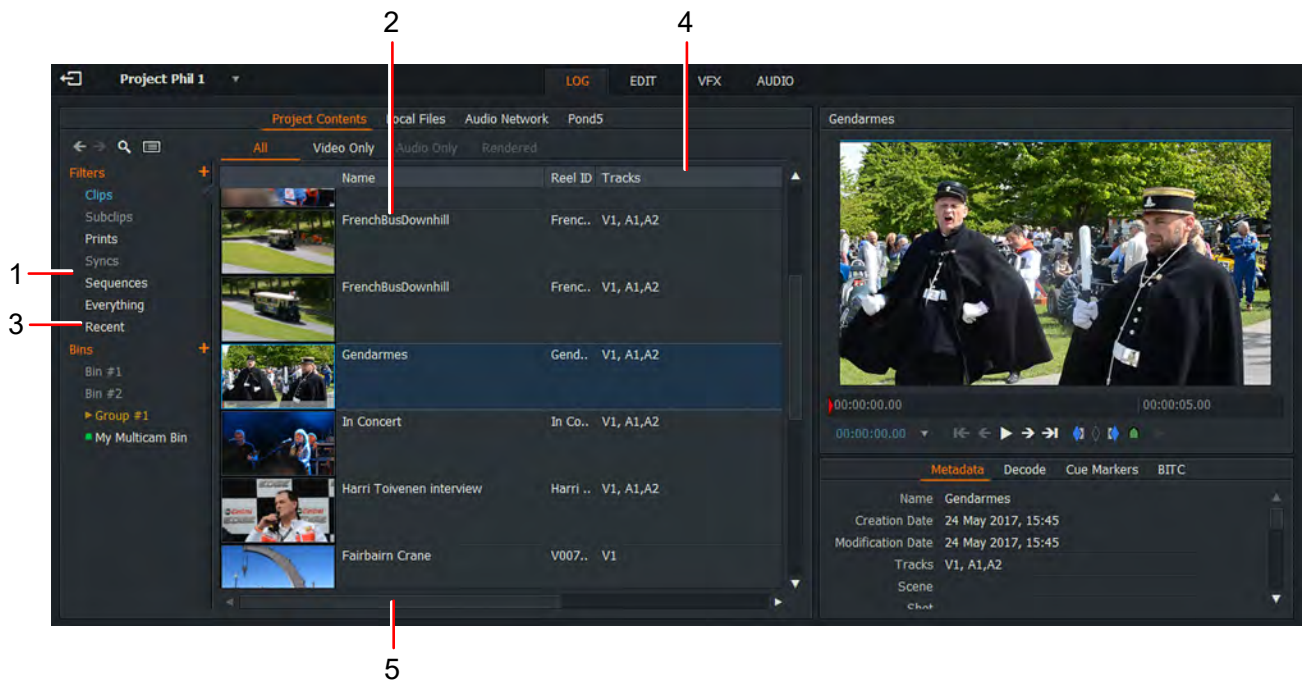 2
4
Project Phil 1
LOG EDIT VFX AUDIO
Project Contents Local Files Audio Network Pond5
Gendarmes
All Video Only Audio Only Rendered
Filters +
Clips
Subclips
Prints
Syncs
1
Sequences
Everything
3
Recent
Bins +
Bin #1
Bin #2
Group #1
My Multicam Bin
Name Reel ID Tracks
FrenchBusDownhill Frenc.. V1, A1,A2
FrenchBusDownhill Frenc.. V1, A1,A2
Gendarmes Gend.. V1, A1,A2
In Concert In Co.. V1, A1,A2
Harri Toivenen interview Harri .. V1, A1,A2
Fairbairn Crane V007.. V1
5
00:00:00.00 00:00:05.00
00:00:00.00
Metadata Decode Cue Markers BITC
Name Gendarmes
Creation Date 24 May 2017, 15:45
Modification Date 24 May 2017, 15:45
Tracks V1, A1,A2
Scene
Shot